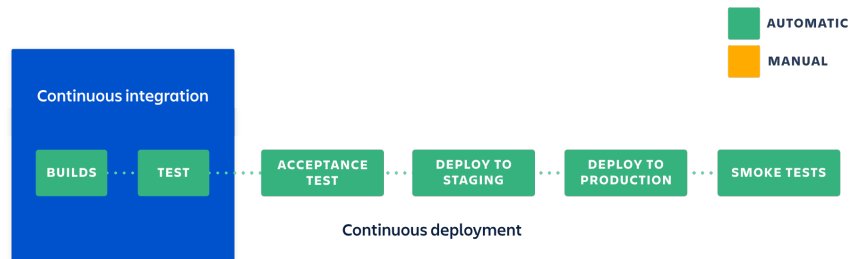 AUTOMATIC
MANUAL
Continuous integration
BUILDS
TEST
ACCEPTANCE
TEST
DEPLOY TO
STAGING
DEPLOY TO
PRODUCTION
SMOKE TESTS
Continuous deployment